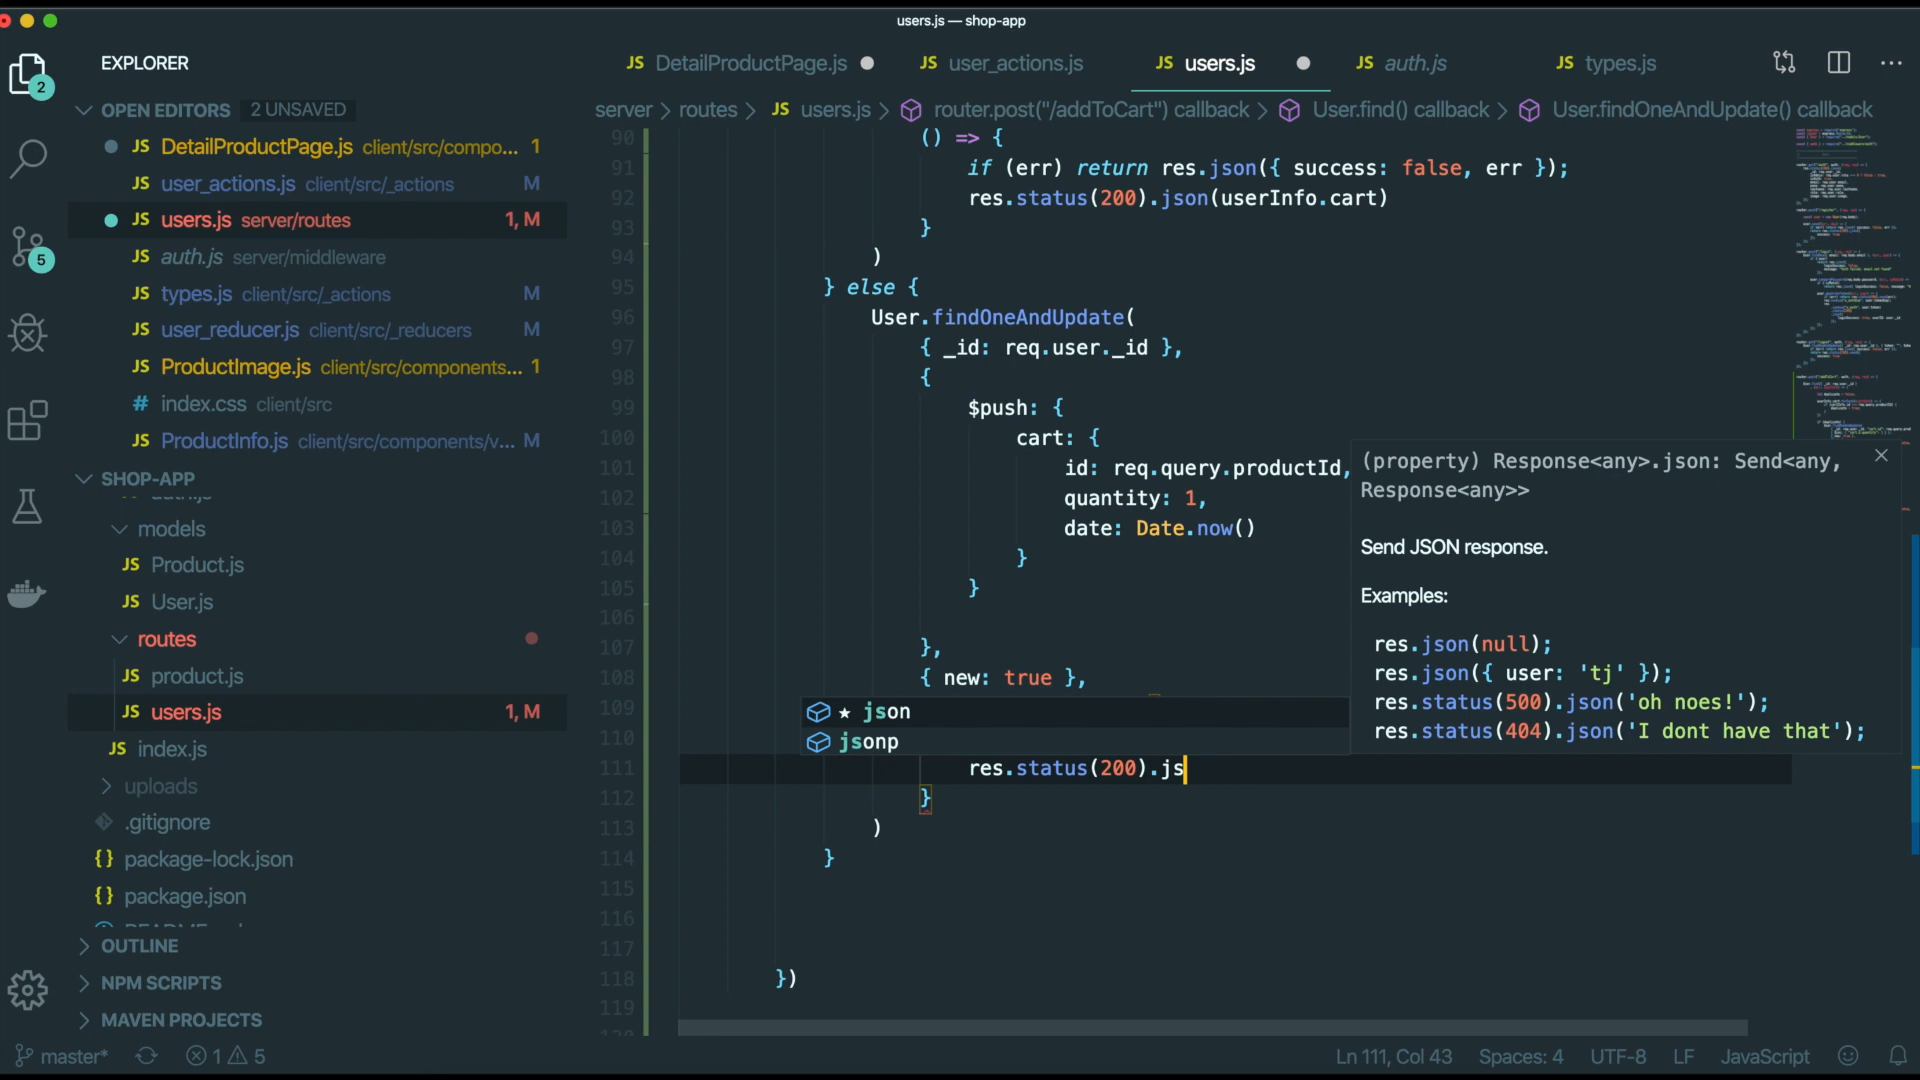 users.js — shop-app
EXPLORER
OPEN EDITORS 2 UNSAVED
JS DetailProductPage.js client/src/compo... 1
JS user_actions.js client/src/_actions M
JS users.js server/routes 1, M
JS auth.js server/middleware
JS types.js client/src/_actions M
JS user_reducer.js client/src/_reducers M
JS ProductImage.js client/src/components... 1
# index.css client/src
JS ProductInfo.js client/src/components/v... M
SHOP-APP
auth.js
models
JS Product.js
JS User.js
routes
JS product.js
JS users.js 1, M
JS index.js
uploads
.gitignore
{} package-lock.json
{} package.json
OUTLINE
NPM SCRIPTS
MAVEN PROJECTS
2
5
JS DetailProductPage.js
JS user_actions.js
JS users.js
JS auth.js
JS types.js
server > routes > JS users.js > router.post("/addToCart") callback > User.find() callback > User.findOneAndUpdate() callback
90 () => {
91 if (err) return res.json({ success: false, err });
92 res.status(200).json(userInfo.cart)
93 }
94 )
95 } else {
96 User.findOneAndUpdate(
97 { _id: req.user._id },
98 {
99 $push: {
100 cart: {
101 id: req.query.productId,
102 quantity: 1,
103 date: Date.now()
104 }
105 }
106
107 },
108 { new: true },
109
110
111 res.status(200).js
112 }
113 )
114 }
115
116
117
118 })
119
★ json
jsonp
(property) Response<any>.json: Send<any,
Response<any>>
Send JSON response.
Examples:
res.json(null);
res.json({ user: 'tj' });
res.status(500).json('oh noes!');
res.status(404).json('I dont have that');
master* 1 5
Ln 111, Col 43 Spaces: 4 UTF-8 LF JavaScript